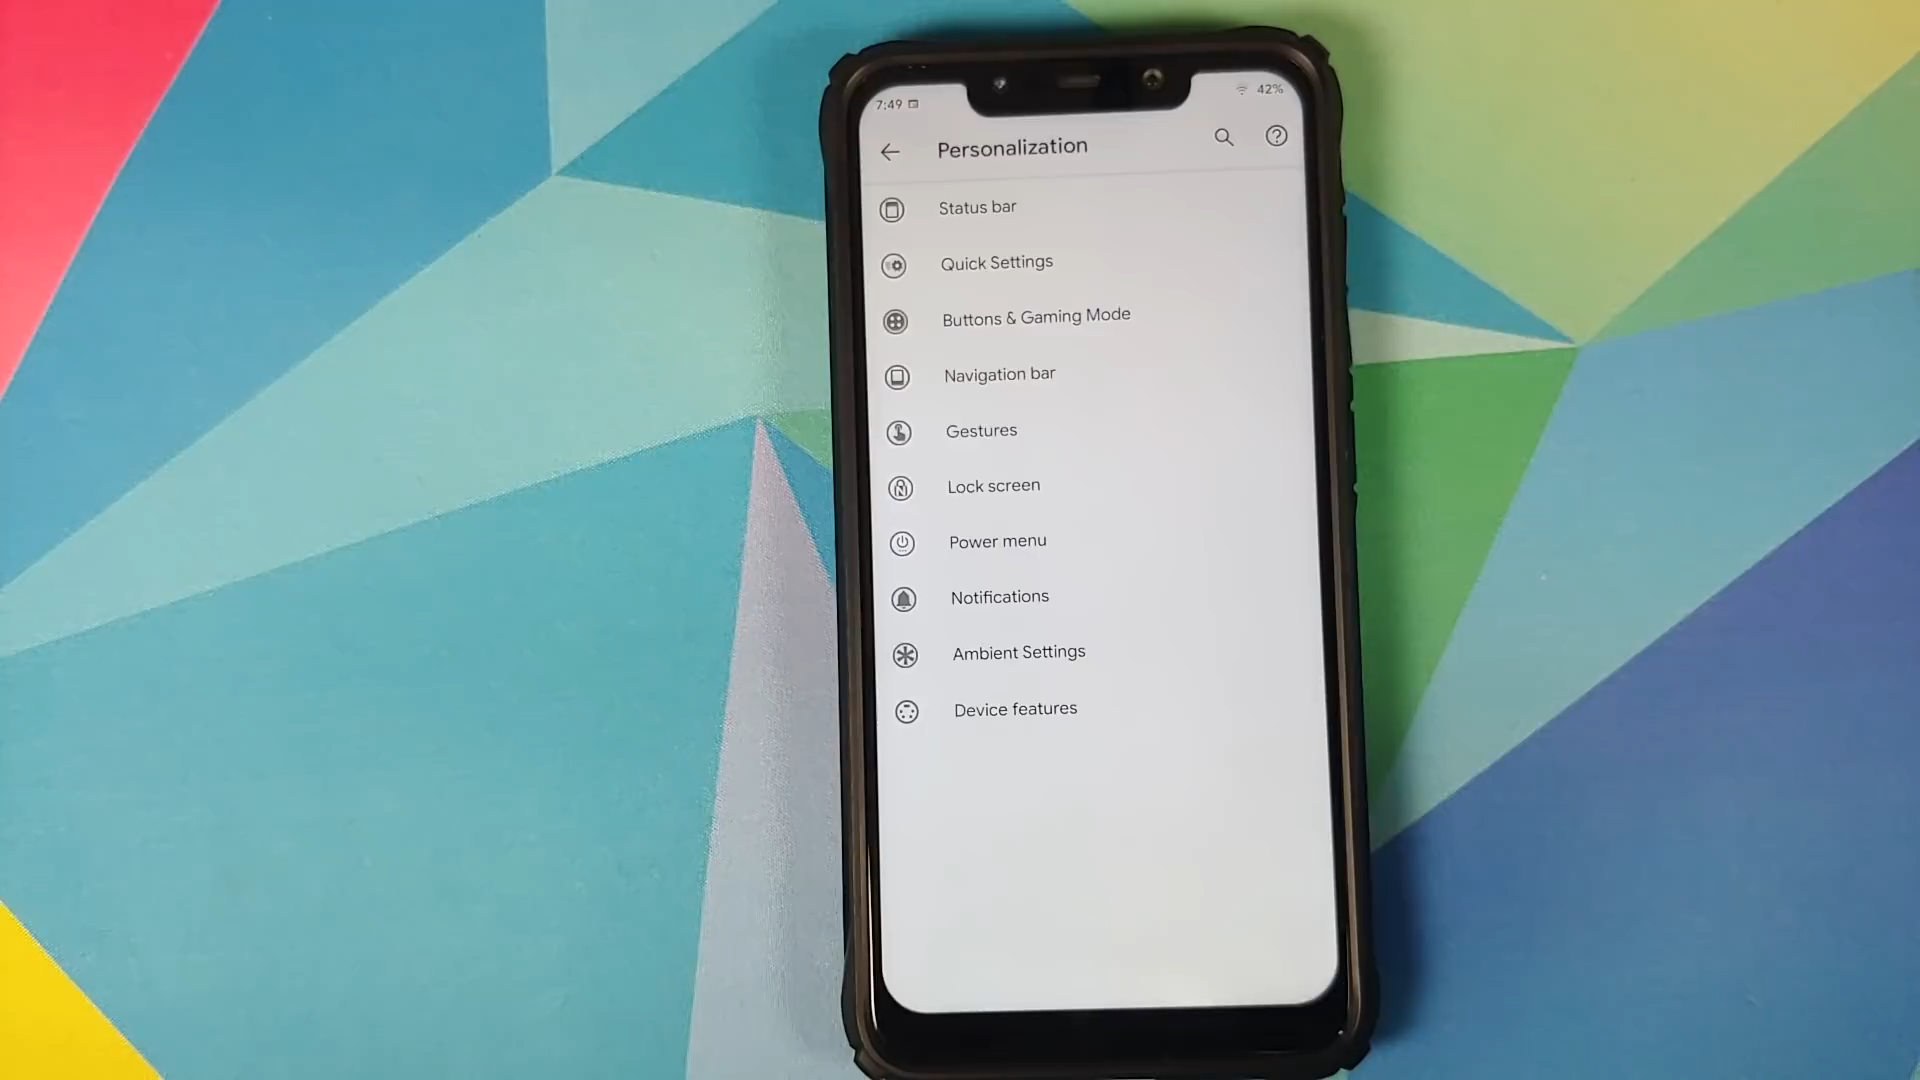 7:49
42%
Personalization
Status bar
Quick Settings
Buttons & Gaming Mode
Navigation bar
Gestures
Lock screen
Power menu
Notifications
Ambient Settings
Device features